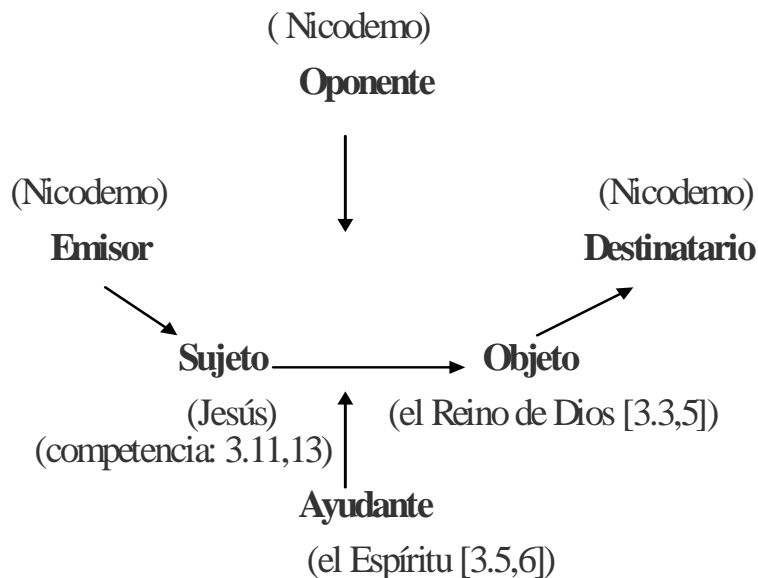 ( Nicodemo)
Oponente
(Nicodemo) (Nicodemo)
Emisor Destinatario
Sujeto Objeto
(Jesús) (el Reino de Dios [3.3,5])
(competencia: 3.11,13)
Ayudante
(el Espíritu [3.5,6])